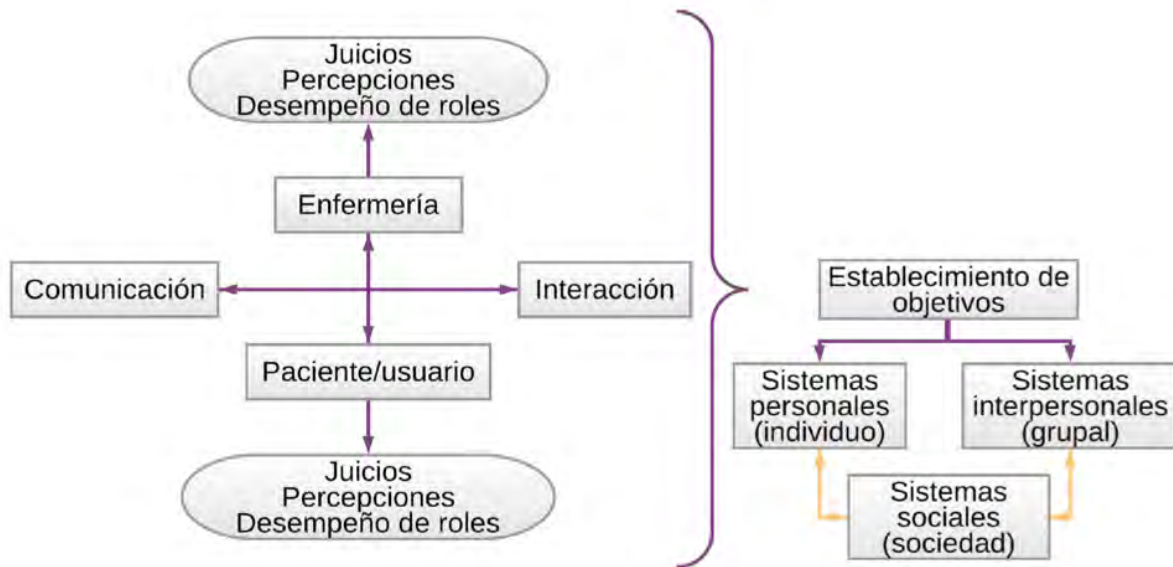 Juicios
Percepciones
Desempeño de roles
Enfermería
Comunicación
Interacción
Paciente/usuario
Juicios
Percepciones
Desempeño de roles
Establecimiento de
objetivos
Sistemas
personales
(individuo)
Sistemas
interpersonales
(grupal)
Sistemas
sociales
(sociedad)